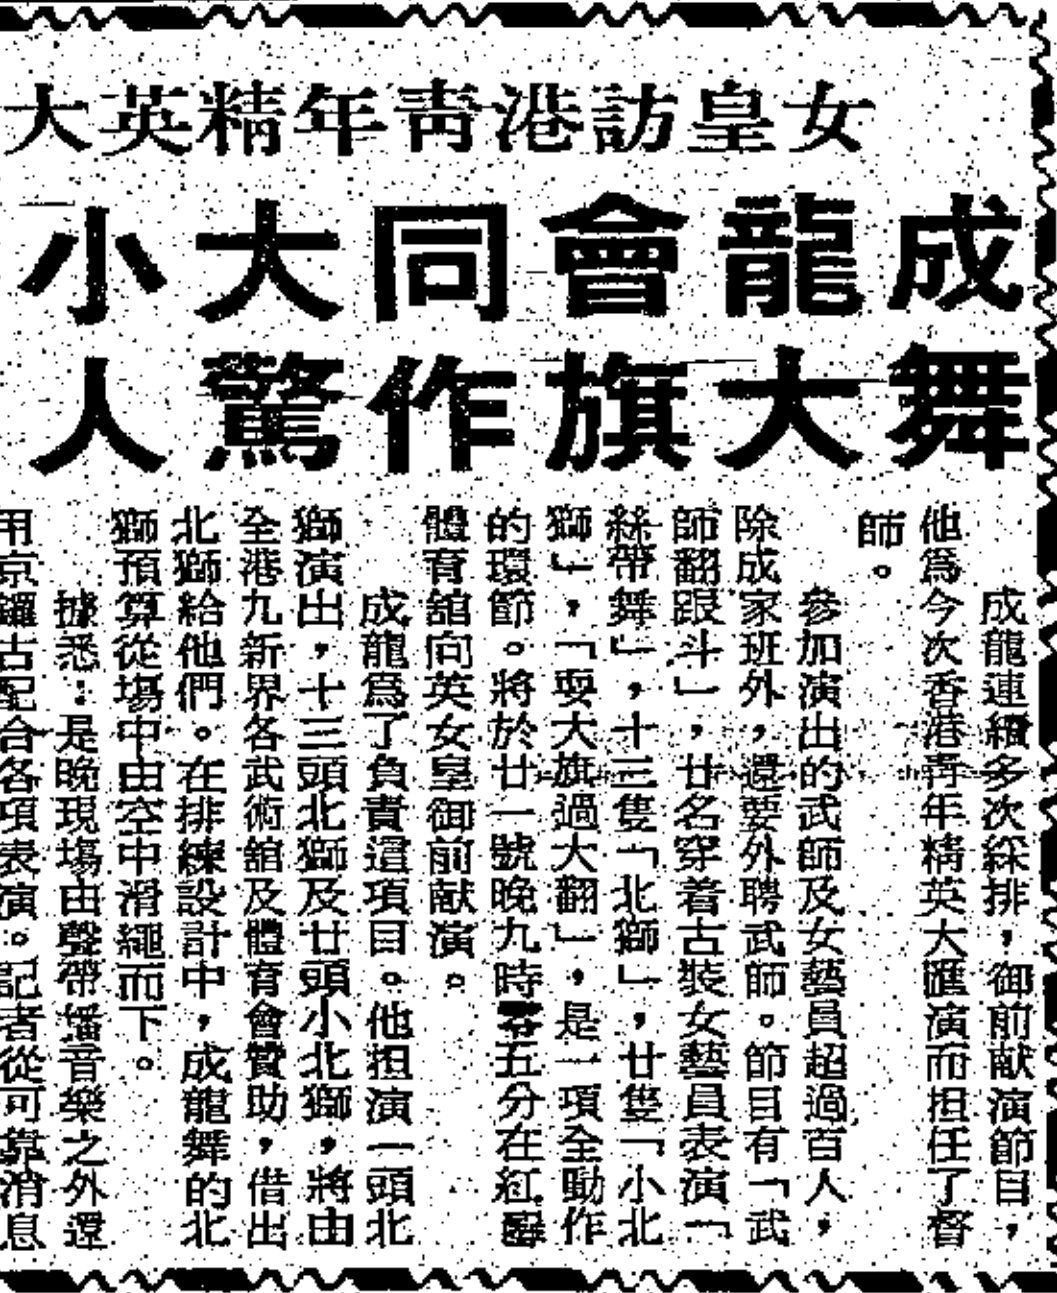 女皇訪港青年精英大
成龍會同大小
舞大旗作驚人
成龍連續多次綵排，御前献演節目，
他為今次香港青年精英大匯演而担任了督
師。
參加演出的武師及女藝員超過百人，
除成家班外，還要外聘武師。節目有「武
師翻跟斗」，廿名穿着古裝女藝員表演「
絲帶舞」，十三隻「北獅」，廿隻「小北
獅」，「耍大旗過大翻」，是一項全動作
的環節。將於廿一號晚九時零五分在紅磡
體育舘向英女皇御前献演。
成龍為了負責這項目。他担演一頭北
獅演出，十三頭北獅及廿頭小北獅，將由
全港九新界各武術舘及體育會贊助，借出
北獅給他們。在排練設計中，成龍舞的北
獅預算從場中由空中滑繩而下。
據悉：是晚現場由聲帶播音樂之外還
用京鑼古配合各項表演。記者從可靠消息